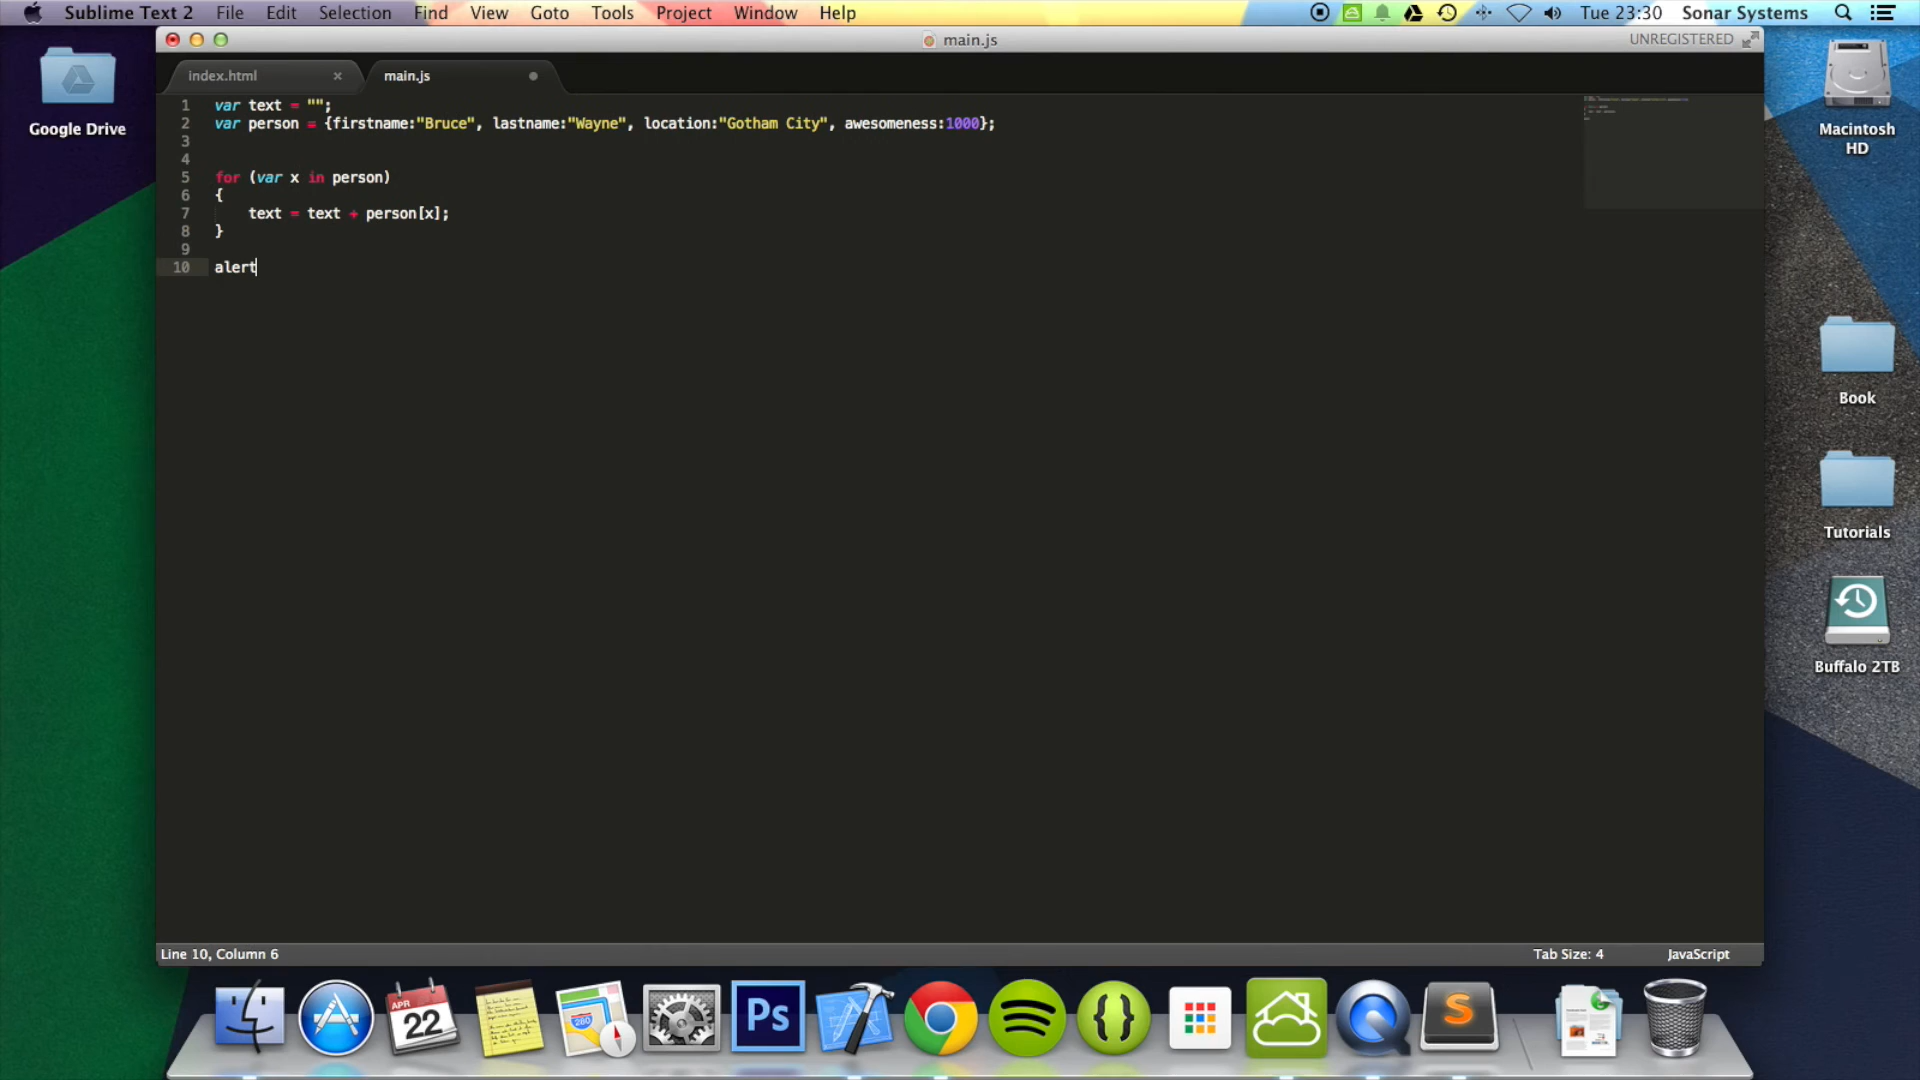 Sublime Text 2 File Edit Selection Find View Goto Tools Project Window Help Tue 23:30 Sonar Systems
main.js UNREGISTERED
index.html main.js
1 var text = "";
2 var person = {firstname:"Bruce", lastname:"Wayne", location:"Gotham City", awesomeness:1000};
3
4
5 for (var x in person)
6 {
7 text = text + person[x];
8 }
9
10 alert
Line 10, Column 6 Tab Size: 4 JavaScript
Google Drive
Macintosh
HD
Book
Tutorials
Buffalo 2TB
APR
22
280
Ps
{}
S